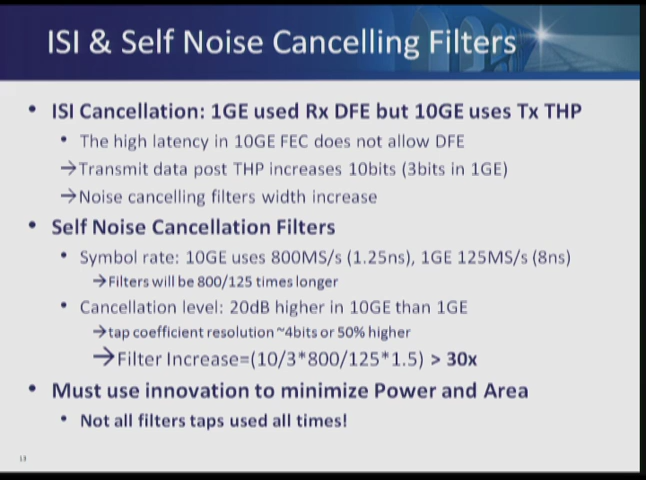 ISI & Self Noise Cancelling Filters
• ISI Cancellation: 1GE used Rx DFE but 10GE uses Tx THP
• The high latency in 10GE FEC does not allow DFE
→Transmit data post THP increases 10bits (3bits in 1GE)
→Noise cancelling filters width increase
• Self Noise Cancellation Filters
• Symbol rate: 10GE uses 800MS/s (1.25ns), 1GE 125MS/s (8ns)
→Filters will be 800/125 times longer
• Cancellation level: 20dB higher in 10GE than 1GE
→tap coefficient resolution ~4bits or 50% higher
→Filter Increase=(10/3*800/125*1.5) > 30x
• Must use innovation to minimize Power and Area
• Not all filters taps used all times!